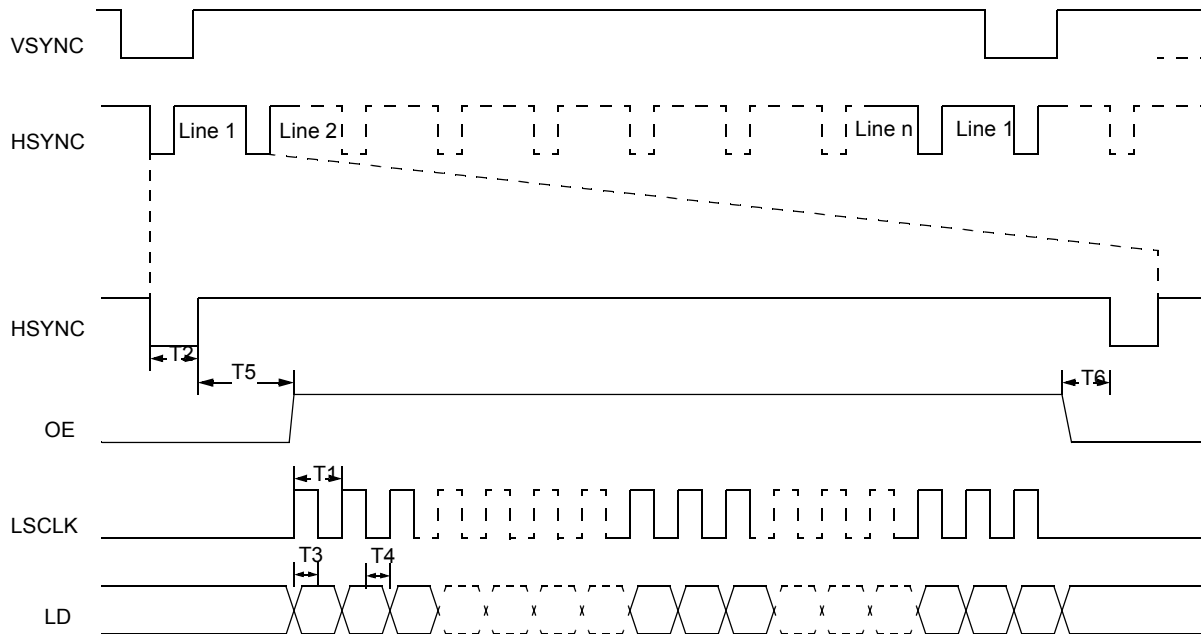 VSYNC
HSYNC
Line 1
Line 2
Line n
Line 1
HSYNC
T2
T5
T6
OE
T1
LSCLK
T3
T4
LD